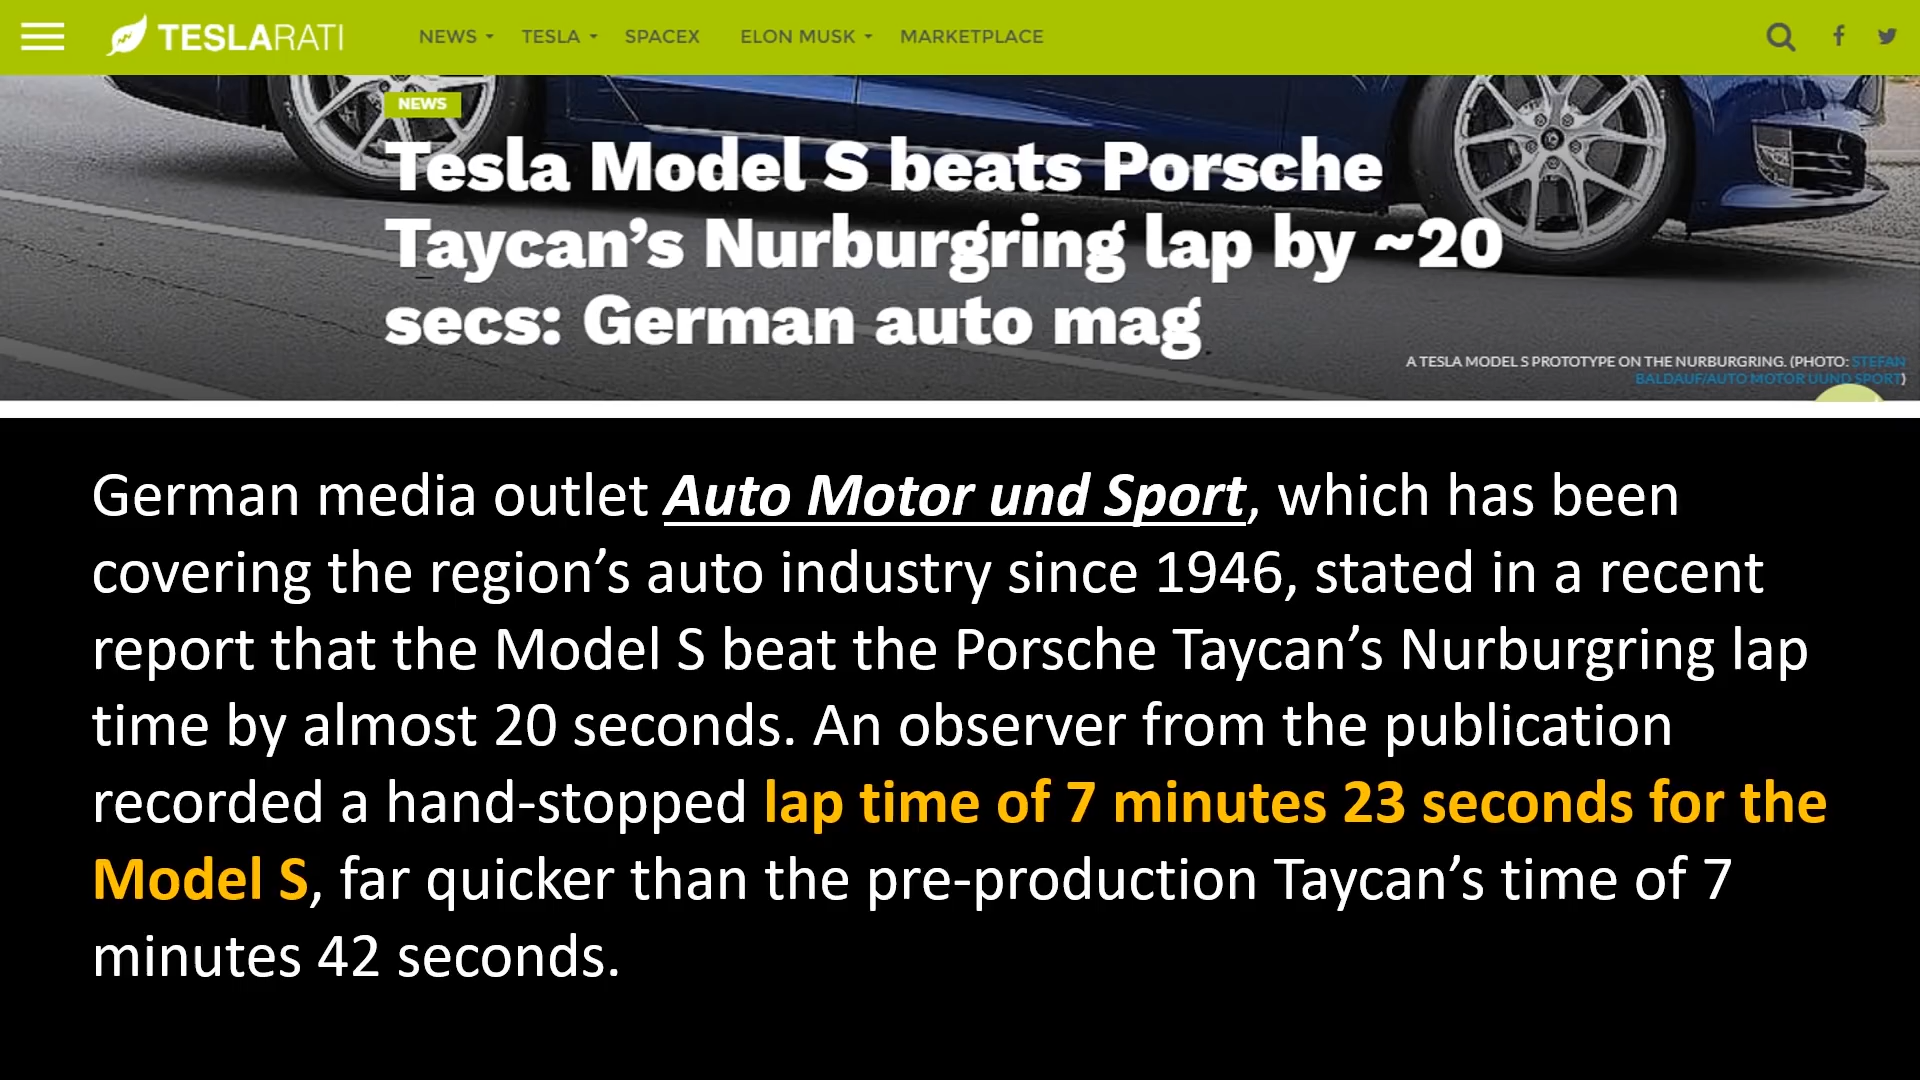 TESLARATI
NEWS TESLA SPACEX ELON MUSK MARKETPLACE
NEWS
Tesla Model S beats Porsche
Taycan’s Nurburgring lap by ~20
secs: German auto mag
A TESLA MODEL S PROTOTYPE ON THE NURBURGRING. (PHOTO: STEFAN
BALDAUF/AUTO MOTOR UUND SPORT)
German media outlet Auto Motor und Sport, which has been
covering the region’s auto industry since 1946, stated in a recent
report that the Model S beat the Porsche Taycan’s Nurburgring lap
time by almost 20 seconds. An observer from the publication
recorded a hand-stopped lap time of 7 minutes 23 seconds for the
Model S, far quicker than the pre-production Taycan’s time of 7
minutes 42 seconds.